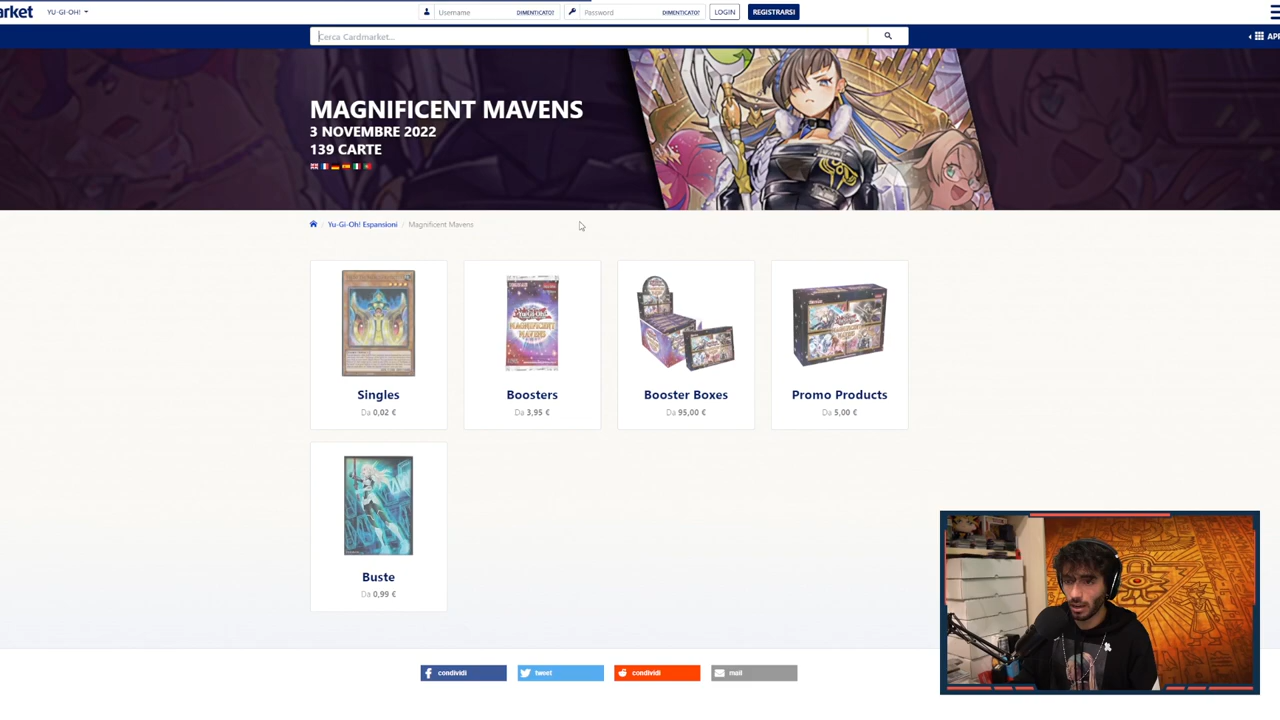 arket
YU-GI-OH!
Username
DIMENTICATO?
Password
DIMENTICATO?
LOGIN
REGISTRARSI
Cerca Cardmarket...
APP
MAGNIFICENT MAVENS
3 NOVEMBRE 2022
139 CARTE
Yu-Gi-Oh! Espansioni / Magnificent Mavens
Singles
Da 0,02 €
Boosters
Da 3,95 €
Booster Boxes
Da 95,00 €
Promo Products
Da 5,00 €
Buste
Da 0,99 €
condividi
tweet
condividi
mail